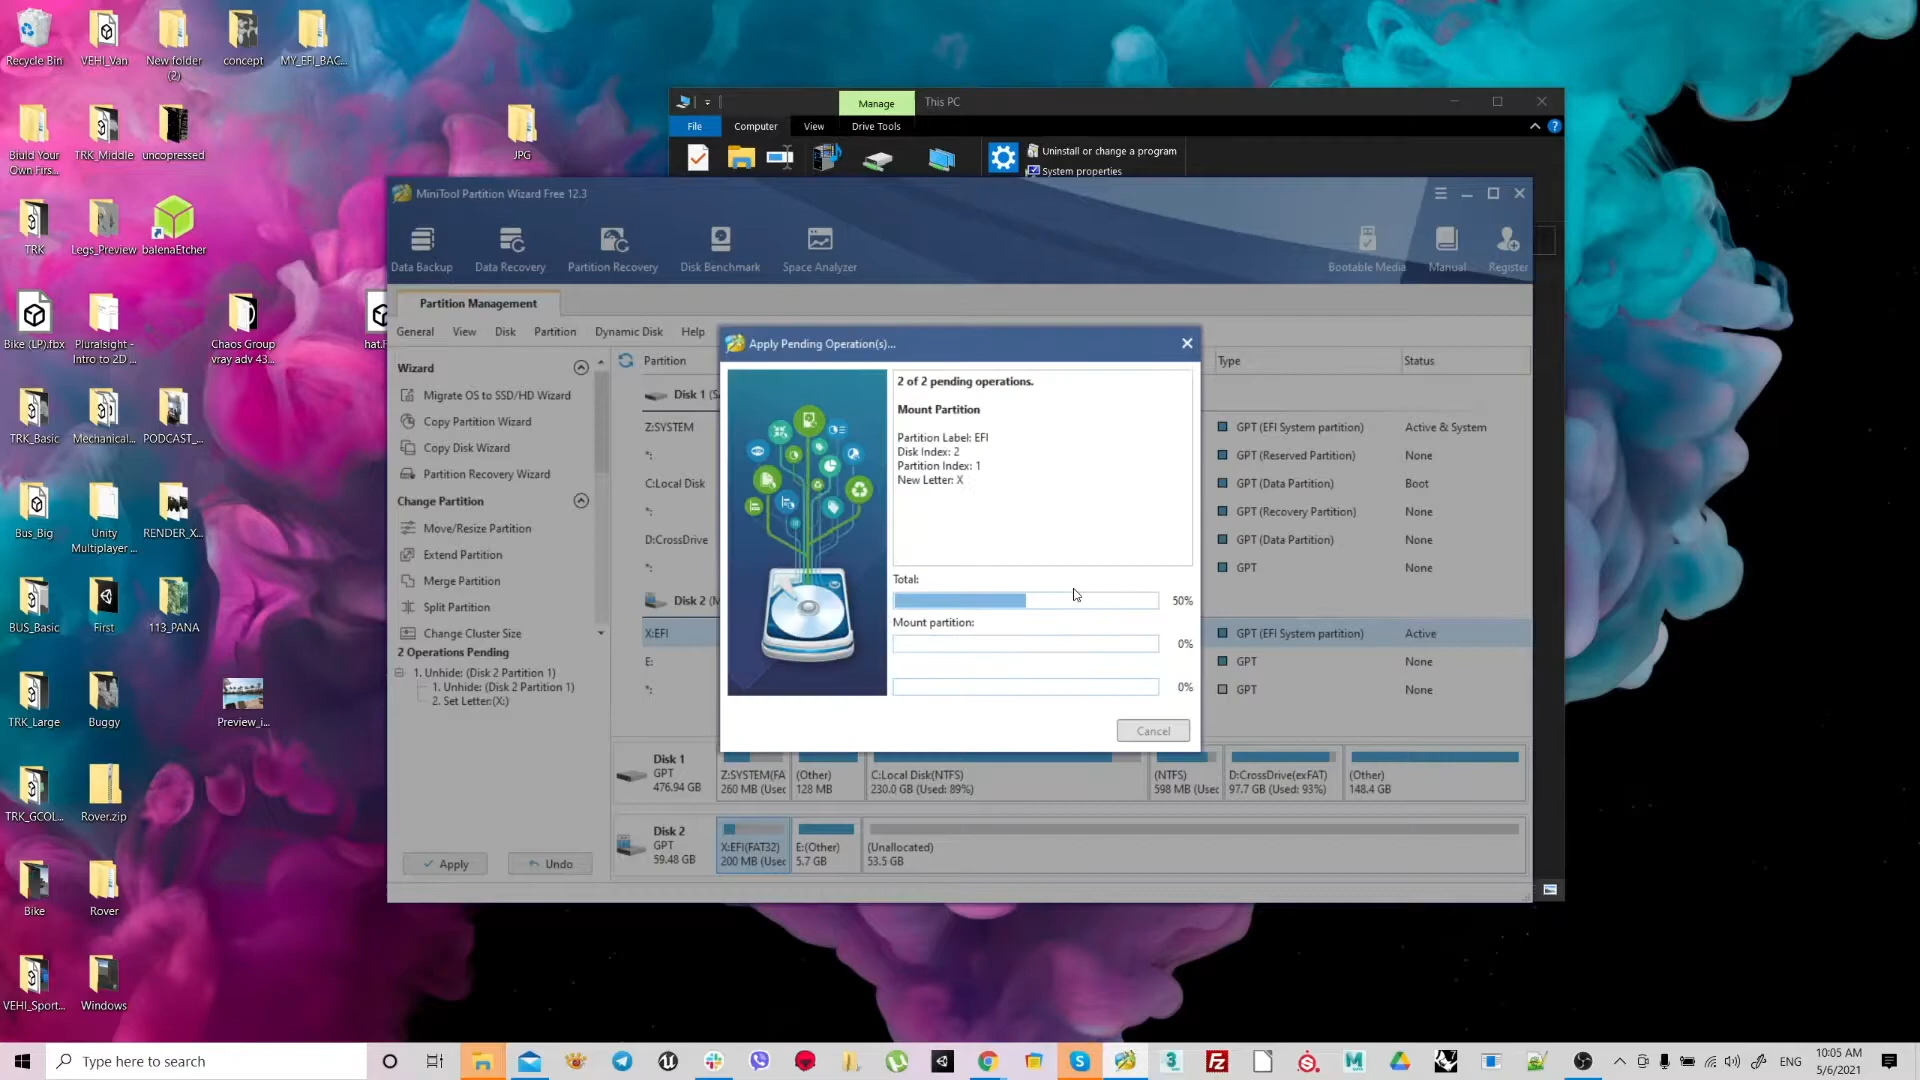 Recycle Bin
VEHI_Van
New folder (2)
concept
MY_EFI_BAC...
Biuld Your Own Firs...
TRK_Middle
uncopressed
JPG
TRK
Legs_Preview
balenaEtcher
Bike (LP).fbx
Pluralsight - Intro to 2D ...
Chaos Group vray adv 43...
TRK_Basic
Mechanical...
PODCAST_...
Bus_Big
Unity Multiplayer ...
RENDER_X...
BUS_Basic
First
113_PANA
TRK_Large
Buggy
Preview_i...
TRK_GCOL...
Rover.zip
Bike
Rover
VEHI_Sport...
Windows
Manage
This PC
File
Computer
View
Drive Tools
Uninstall or change a program
System properties
MiniTool Partition Wizard Free 12.3
Data Backup
Data Recovery
Partition Recovery
Disk Benchmark
Space Analyzer
Bootable Media
Manual
Register
Partition Management
General View Disk Partition Dynamic Disk Help
Wizard
Migrate OS to SSD/HD Wizard
Copy Partition Wizard
Copy Disk Wizard
Partition Recovery Wizard
Change Partition
Move/Resize Partition
Extend Partition
Merge Partition
Split Partition
Change Cluster Size
2 Operations Pending
1. Unhide: (Disk 2 Partition 1)
1. Unhide: (Disk 2 Partition 1)
2. Set Letter:(X:)
Apply
Undo
Partition
Type
Status
Disk 1
Z:SYSTEM
GPT (EFI System partition)
Active & System
*:
GPT (Reserved Partition)
None
C:Local Disk
GPT (Data Partition)
Boot
*:
GPT (Recovery Partition)
None
D:CrossDrive
GPT (Data Partition)
None
*:
GPT
None
Disk 2
X:EFI
GPT (EFI System partition)
Active
E:
GPT
None
*:
GPT
None
Apply Pending Operation(s)...
2 of 2 pending operations.
Mount Partition
Partition Label: EFI
Disk Index: 2
Partition Index: 1
New Letter: X
Total:
50%
Mount partition:
0%
0%
Cancel
Disk 1
GPT
476.94 GB
Z:SYSTEM(FA
260 MB (Usec
(Other)
128 MB
C:Local Disk(NTFS)
230.0 GB (Used: 89%)
(NTFS)
598 MB (Usec
D:CrossDrive(exFAT)
97.7 GB (Used: 93%)
(Other)
148.4 GB
Disk 2
GPT
59.48 GB
X:EFI(FAT32)
200 MB (Usec
E:(Other)
5.7 GB
(Unallocated)
53.5 GB
Type here to search
ENG
10:05 AM
5/6/2021